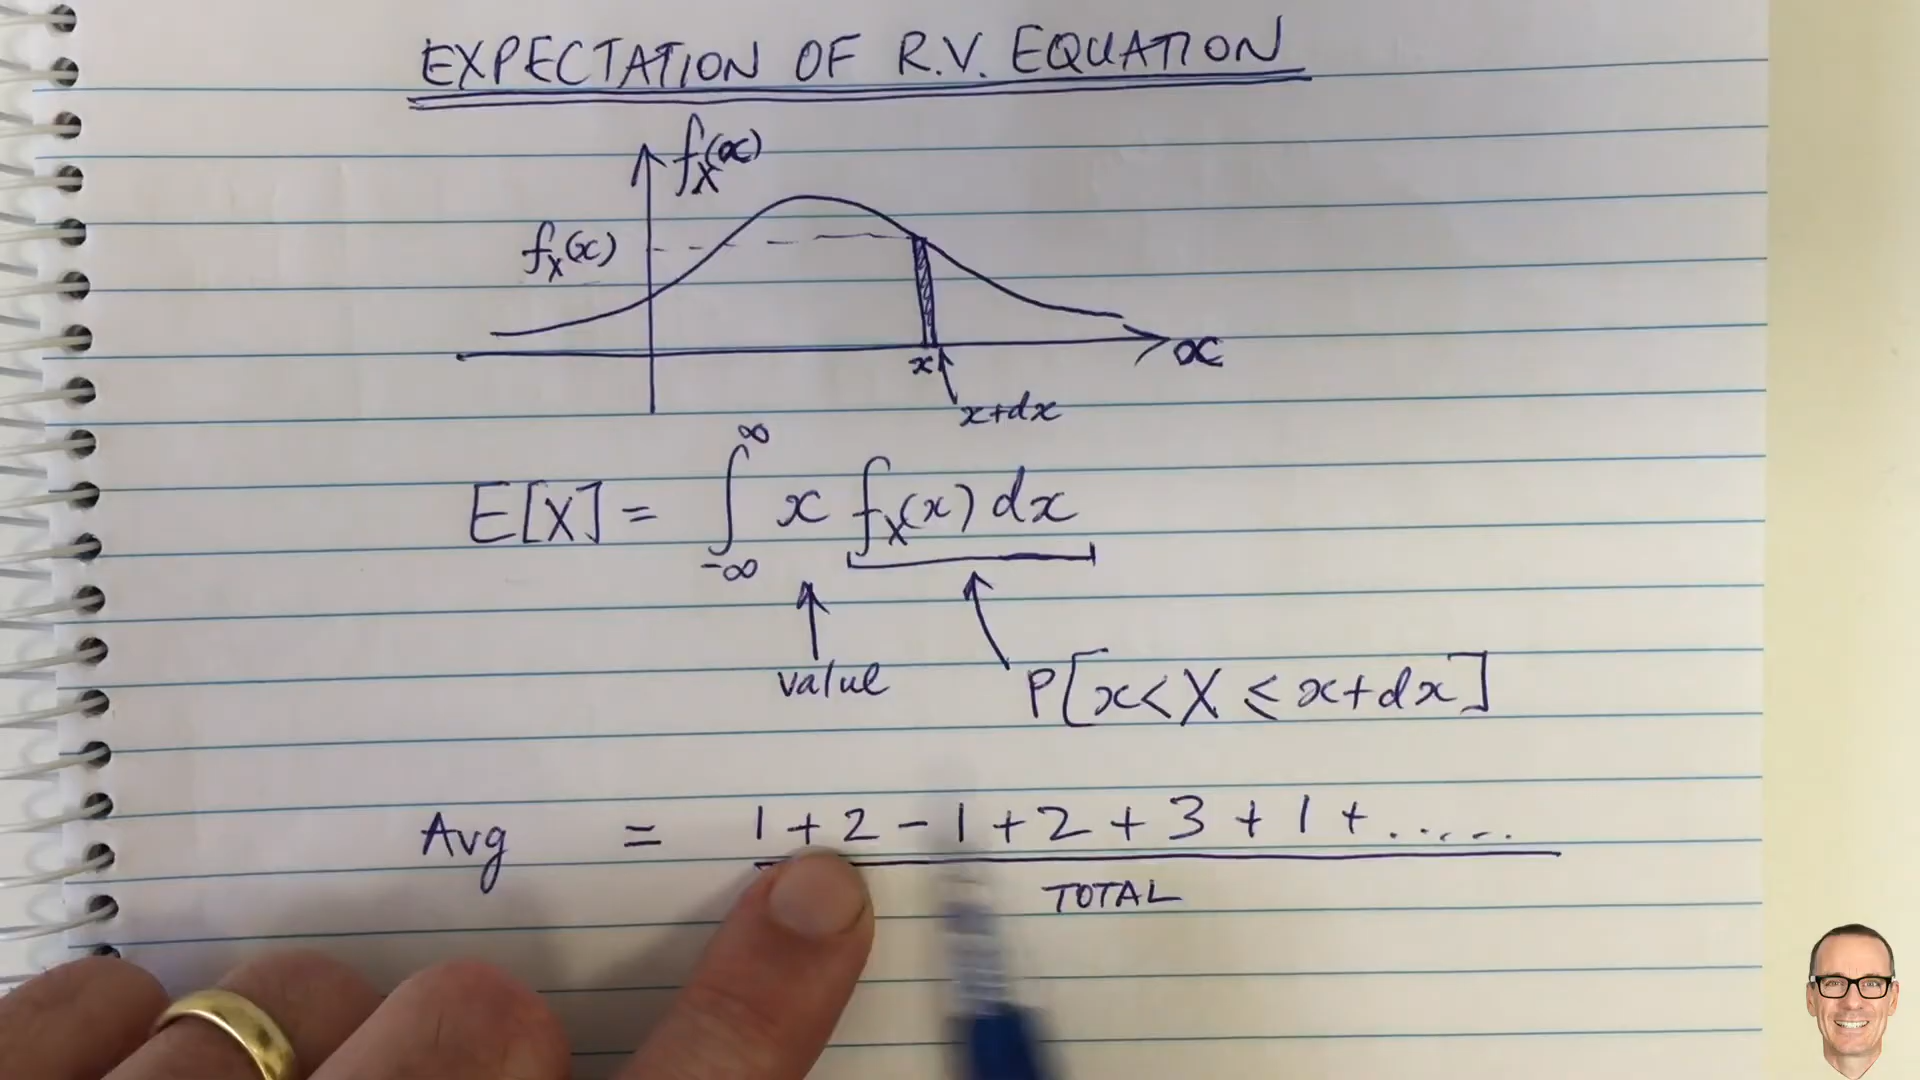 EXPECTATION OF R.V. EQUATION
f_X(x)
f_X(x)
x
x
x+dx
E[X] = ∫_{-∞}^{∞} x f_X(x) dx
value
P[x<X≤x+dx]
Avg = 1+2-1+2+3+1+......
TOTAL